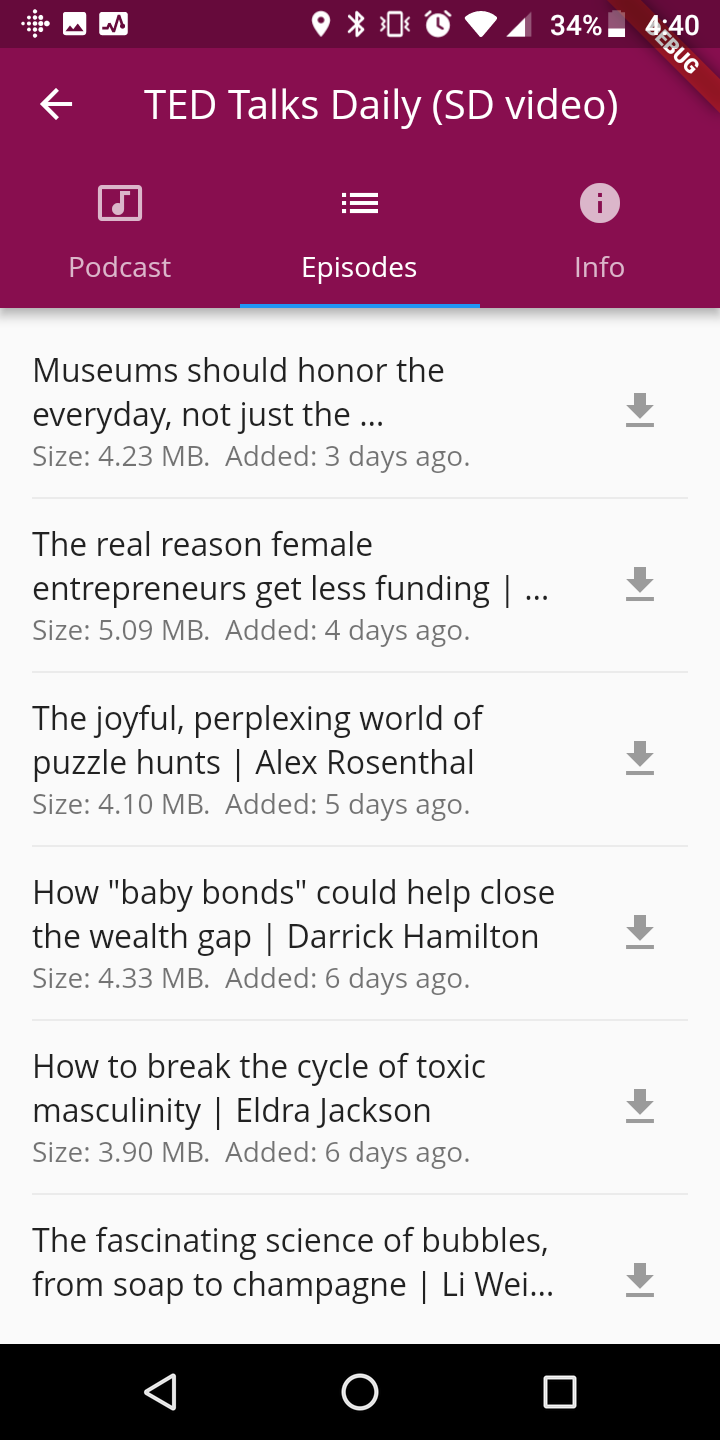 34% 4:40
DEBUG
TED Talks Daily (SD video)
Podcast Episodes Info
Museums should honor the
everyday, not just the ...
Size: 4.23 MB.  Added: 3 days ago.
The real reason female
entrepreneurs get less funding | ...
Size: 5.09 MB.  Added: 4 days ago.
The joyful, perplexing world of
puzzle hunts | Alex Rosenthal
Size: 4.10 MB.  Added: 5 days ago.
How "baby bonds" could help close
the wealth gap | Darrick Hamilton
Size: 4.33 MB.  Added: 6 days ago.
How to break the cycle of toxic
masculinity | Eldra Jackson
Size: 3.90 MB.  Added: 6 days ago.
The fascinating science of bubbles,
from soap to champagne | Li Wei...